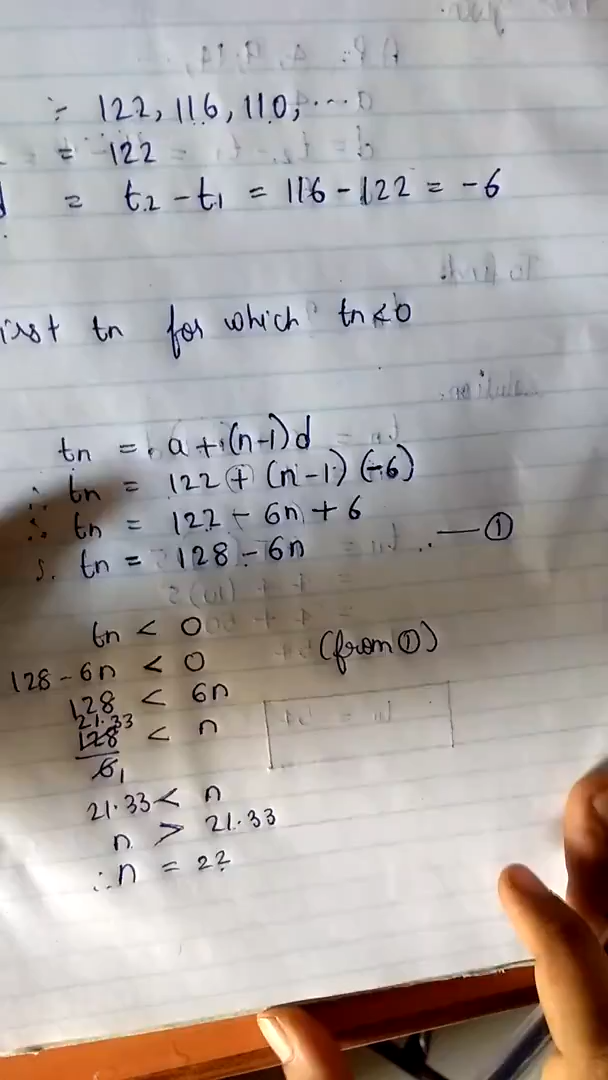 :- 122, 116, 110, ...
= 122
d = t2 - t1 = 116 - 122 = -6
first tn for which tn < 0
tn = a + (n-1)d
∴ tn = 122 + (n-1) (-6)
∴ tn = 122 - 6n + 6
∴ tn = 128 - 6n ... — ①
tn < 0
128 - 6n < 0 (from ①)
128 < 6n
21.33
128/6 1 < n
21.33 < n
n > 21.33
∴ n = 22